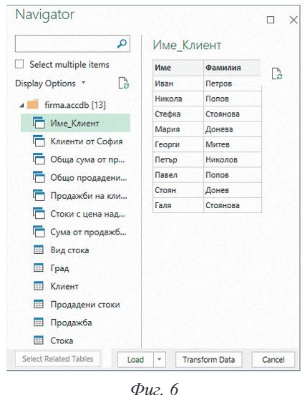 Navigator
Select multiple items
Display Options
firma.accdb [13]
Име_Клиент
Клиенти от София
Обща сума от пр...
Общо продадени...
Продажби на кли...
Стоки с цена над...
Сума от продажб...
Вид стока
Град
Клиент
Продадени стоки
Продажба
Стока
Име_Клиент
Име Фамилия
Иван Петров
Никола Попов
Стефка Стоянова
Мария Донева
Георги Митев
Петър Николов
Павел Попов
Стоян Донев
Галя Стоянова
Select Related Tables Load Transform Data Cancel
Фиг. 6